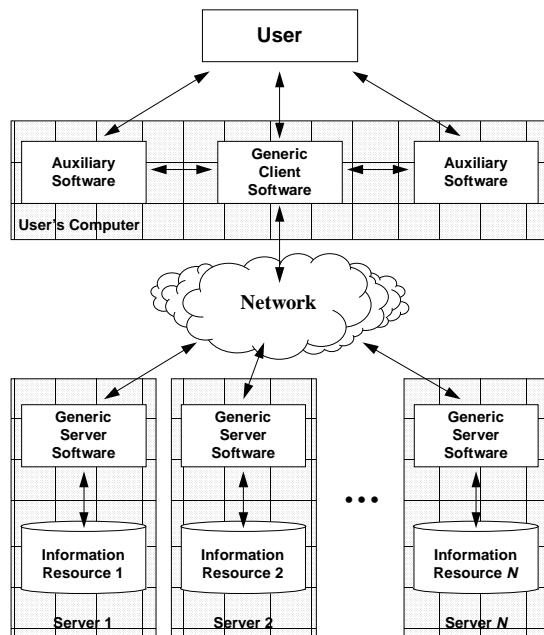 User
Auxiliary
Software
Generic
Client
Software
Auxiliary
Software
User's Computer
Network
Generic
Server
Software
Generic
Server
Software
• • •
Generic
Server
Software
Information
Resource 1
Information
Resource 2
Information
Resource N
Server 1
Server 2
Server N